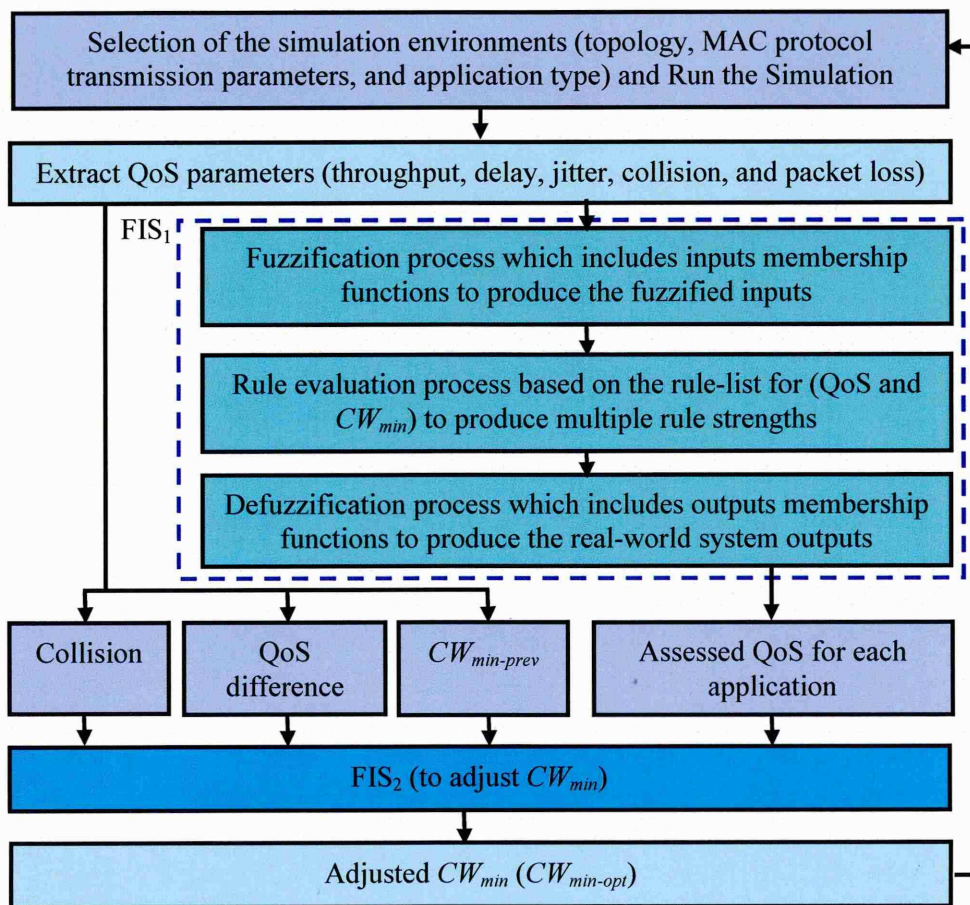 Selection of the simulation environments (topology, MAC protocol
transmission parameters, and application type) and Run the Simulation
Extract QoS parameters (throughput, delay, jitter, collision, and packet loss)
FIS1
Fuzzification process which includes inputs membership
functions to produce the fuzzified inputs
Rule evaluation process based on the rule-list for (QoS and
CWmin) to produce multiple rule strengths
Defuzzification process which includes outputs membership
functions to produce the real-world system outputs
Collision
QoS
difference
CWmin-prev
Assessed QoS for each
application
FIS2 (to adjust CWmin)
Adjusted CWmin (CWmin-opt)